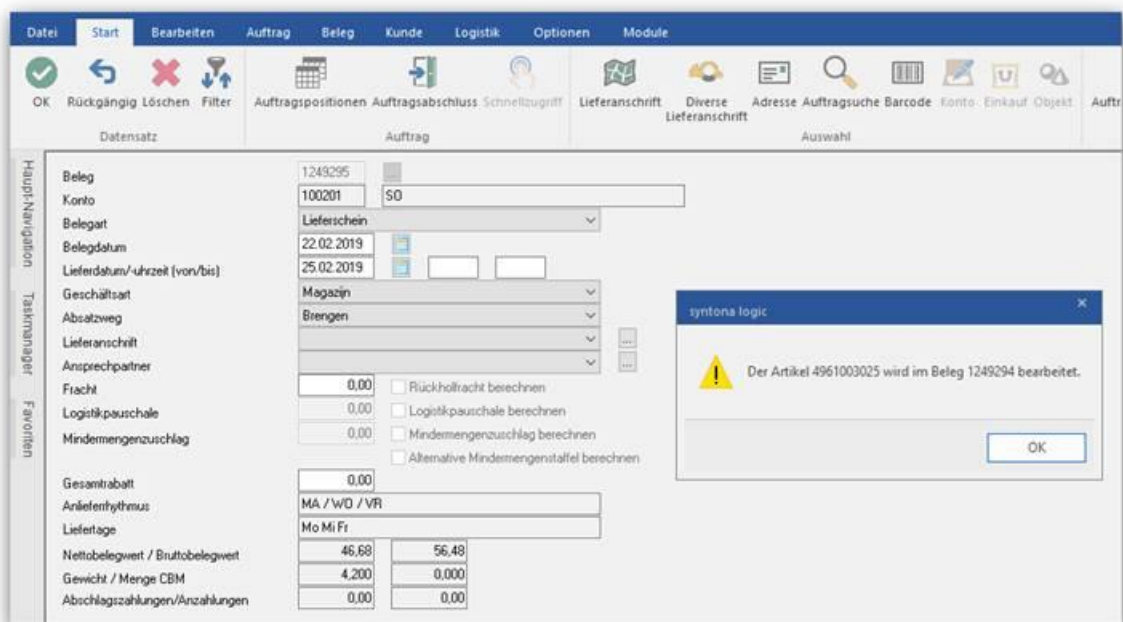 Datei Start Bearbeiten Auftrag Beleg Kunde Logistik Optionen Module
OK Rückgängig Löschen Filter Auftragspositionen Auftragsabschluss Schnellzugriff Lieferanschrift Diverse Lieferanschrift Adresse Auftragsuche Barcode Konto Einkauf Objekt Auftr
Datensatz Auftrag Auswahl
Haupt-Navigation
Taskmanager
Favoriten
Beleg 1249295 ...
Konto 100201 SO
Belegart Lieferschein
Belegdatum 22.02.2019
Lieferdatum/-uhrzeit (von/bis) 25.02.2019
Geschäftsart Magazijn
Absatzweg Brengen
Lieferanschrift ...
Ansprechpartner ...
Fracht 0,00 Rückholfracht berechnen
Logistikpauschale 0,00 Logistikpauschale berechnen
Mindermengenzuschlag 0,00 Mindermengenzuschlag berechnen
Alternative Mindermengenstaffel berechnen
Gesamtrabatt 0,00
Anlieferrhythmus MA / WO / VR
Liefertage Mo Mi Fr
Nettobelegwert / Bruttobelegwert 46,68 56,48
Gewicht / Menge CBM 4,200 0,000
Abschlagszahlungen/Anzahlungen 0,00 0,00
syntona logic
Der Artikel 4961003025 wird im Beleg 1249294 bearbeitet.
OK